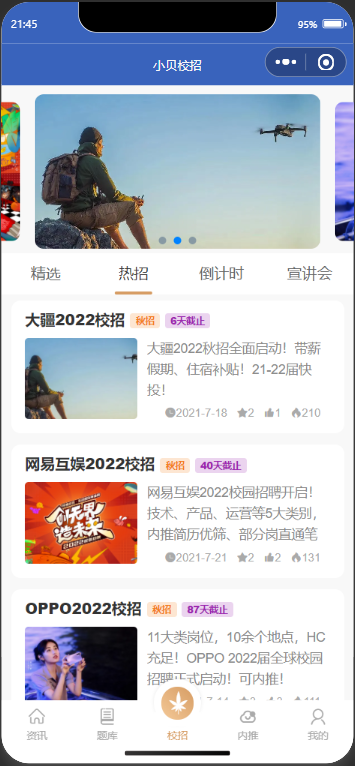 21:45
95%
小贝校招
精选 热招 倒计时 宣讲会
大疆2022校招 秋招 6天截止
大疆2022秋招全面启动！带薪
假期、住宿补贴！21-22届快
投！
2021-7-18 2 1 210
网易互娱2022校招 秋招 40天截止
创无界
造未来
网易互娱2022校园招聘开启！
技术、产品、运营等5大类别，
内推简历优筛、部分岗直通笔
2021-7-21 2 2 131
OPPO2022校招 秋招 87天截止
11大类岗位，10余个地点，HC
充足！OPPO 2022届全球校园
招聘正式启动！可内推！
资讯 题库 校招 内推 我的